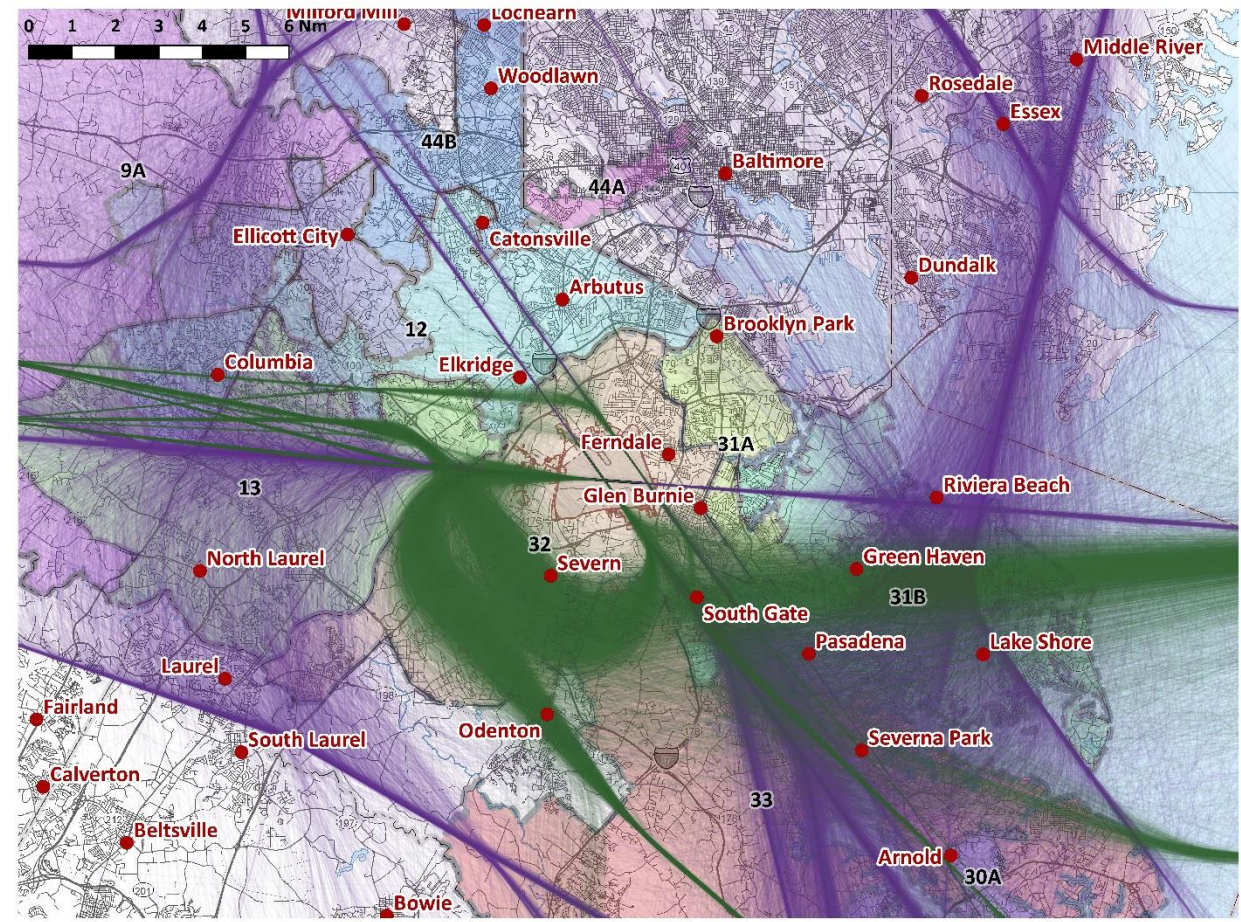 Milford Mill
Lochearn
0 1 2 3 4 5 6 Nm
Middle River
Woodlawn
Rosedale
Essex
44B
Baltimore
9A
44A
Ellicott City
Catonsville
Dundalk
Arbutus
12
Brooklyn Park
Columbia
Elkridge
Ferndale
31A
13
Glen Burnie
Riviera Beach
32
Severn
Green Haven
North Laurel
31B
South Gate
Pasadena
Lake Shore
Laurel
Fairland
Odenton
South Laurel
Severna Park
Calverton
33
Beltsville
Arnold
30A
Bowie